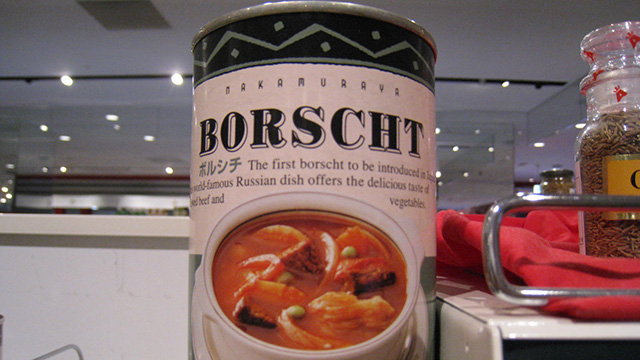 NAKAMURAYA
BORSCHT
ボルシチ The first borscht to be introduced in
world-famous Russian dish offers the delicious taste of
beef and vegetables.